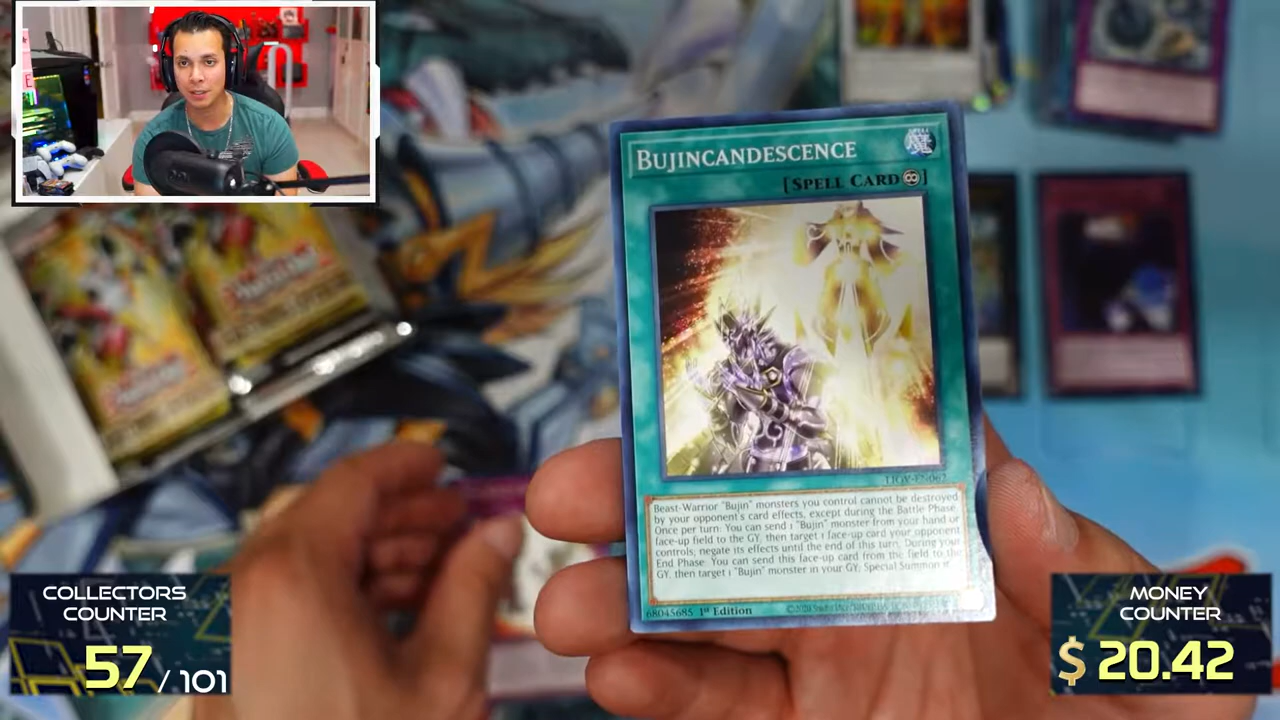 BUJINCANDESCENCE
[SPELL CARD]
LIOV-EN067
Beast-Warrior "Bujin" monsters you control cannot be destroyed
by your opponent's card effects, except during the Battle Phase.
Once per turn: You can send 1 "Bujin" monster from your hand or
face-up field to the GY, then target 1 face-up card your opponent
controls; negate its effects until the end of this turn. During your
End Phase: You can send this face-up card from the field to the
GY, then target 1 "Bujin" monster in your GY; Special Summon it.
68045685 1st Edition
COLLECTORS
COUNTER
57 / 101
MONEY
COUNTER
$ 20.42